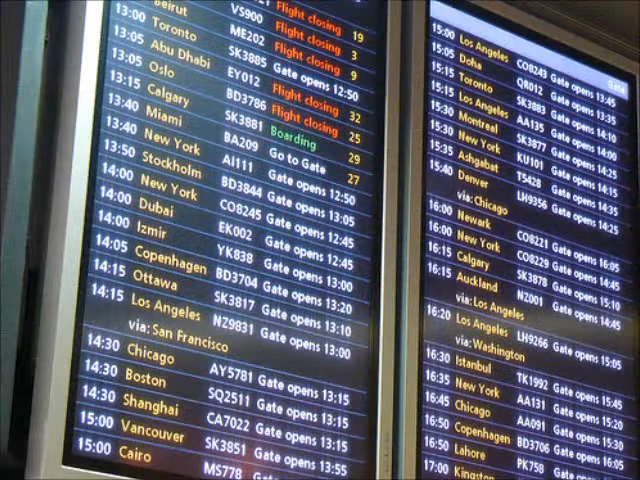 Flight closing 19
VS900 Flight closing 3
Beirut ME202 Flight closing 9
13:00 Toronto SK3885 Gate opens 12:50
13:05 Abu Dhabi EY012 Flight closing 32
13:05 Oslo BD3786 Flight closing 25
13:15 Calgary SK3881 Boarding 29
13:40 Miami BA209 Go to Gate 27
13:40 New York AI111 Gate opens 12:50
13:50 Stockholm BD3844 Gate opens 13:05
14:00 New York CO8245 Gate opens 12:45
14:00 Dubai EK002 Gate opens 12:45
14:00 Izmir YK838 Gate opens 13:00
14:05 Copenhagen BD3704 Gate opens 13:20
14:15 Ottawa SK3817 Gate opens 13:10
14:15 Los Angeles NZ9831 Gate opens 13:00
via:San Francisco
14:30 Chicago AY5781 Gate opens 13:15
14:30 Boston SQ2511 Gate opens 13:15
14:30 Shanghai CA7022 Gate opens 13:15
15:00 Vancouver SK3851 Gate opens 13:55
15:00 Cairo MS778
Gate
15:00 Los Angeles CO8243 Gate opens 13:45
15:05 Doha QR012 Gate opens 13:35
15:15 Toronto SK3883 Gate opens 14:10
15:15 Los Angeles AA135 Gate opens 14:00
15:30 Montreal SK3877 Gate opens 14:25
15:30 New York KU101 Gate opens 14:15
15:35 Ashgabat T5428 Gate opens 14:35
15:40 Denver LH9356 Gate opens 14:25
via:Chicago
16:00 Newark CO8221 Gate opens 16:05
16:00 New York CO8229 Gate opens 14:45
16:15 Calgary SK3878 Gate opens 15:10
16:15 Auckland NZ001 Gate opens 14:45
via:Los Angeles
16:20 Los Angeles LH9266 Gate opens 15:05
via:Washington
16:30 Istanbul TK1992 Gate opens 15:45
16:35 New York AA131 Gate opens 15:20
16:45 Chicago AA091 Gate opens 15:30
16:50 Copenhagen BD3706 Gate opens 16:20
16:50 Lahore PK758 Gate opens
17:00 Kingston